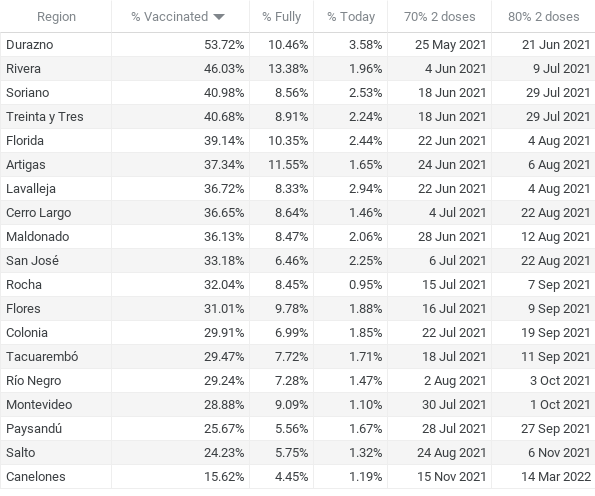 Region % Vaccinated % Fully % Today 70% 2 doses 80% 2 doses
Durazno 53.72% 10.46% 3.58% 25 May 2021 21 Jun 2021
Rivera 46.03% 13.38% 1.96% 4 Jun 2021 9 Jul 2021
Soriano 40.98% 8.56% 2.53% 18 Jun 2021 29 Jul 2021
Treinta y Tres 40.68% 8.91% 2.24% 18 Jun 2021 29 Jul 2021
Florida 39.14% 10.35% 2.44% 22 Jun 2021 4 Aug 2021
Artigas 37.34% 11.55% 1.65% 24 Jun 2021 6 Aug 2021
Lavalleja 36.72% 8.33% 2.94% 22 Jun 2021 4 Aug 2021
Cerro Largo 36.65% 8.64% 1.46% 4 Jul 2021 22 Aug 2021
Maldonado 36.13% 8.47% 2.06% 28 Jun 2021 12 Aug 2021
San José 33.18% 6.46% 2.25% 6 Jul 2021 22 Aug 2021
Rocha 32.04% 8.45% 0.95% 15 Jul 2021 7 Sep 2021
Flores 31.01% 9.78% 1.88% 16 Jul 2021 9 Sep 2021
Colonia 29.91% 6.99% 1.85% 22 Jul 2021 19 Sep 2021
Tacuarembó 29.47% 7.72% 1.71% 18 Jul 2021 11 Sep 2021
Río Negro 29.24% 7.28% 1.47% 2 Aug 2021 3 Oct 2021
Montevideo 28.88% 9.09% 1.10% 30 Jul 2021 1 Oct 2021
Paysandú 25.67% 5.56% 1.67% 28 Jul 2021 27 Sep 2021
Salto 24.23% 5.75% 1.32% 24 Aug 2021 6 Nov 2021
Canelones 15.62% 4.45% 1.19% 15 Nov 2021 14 Mar 2022